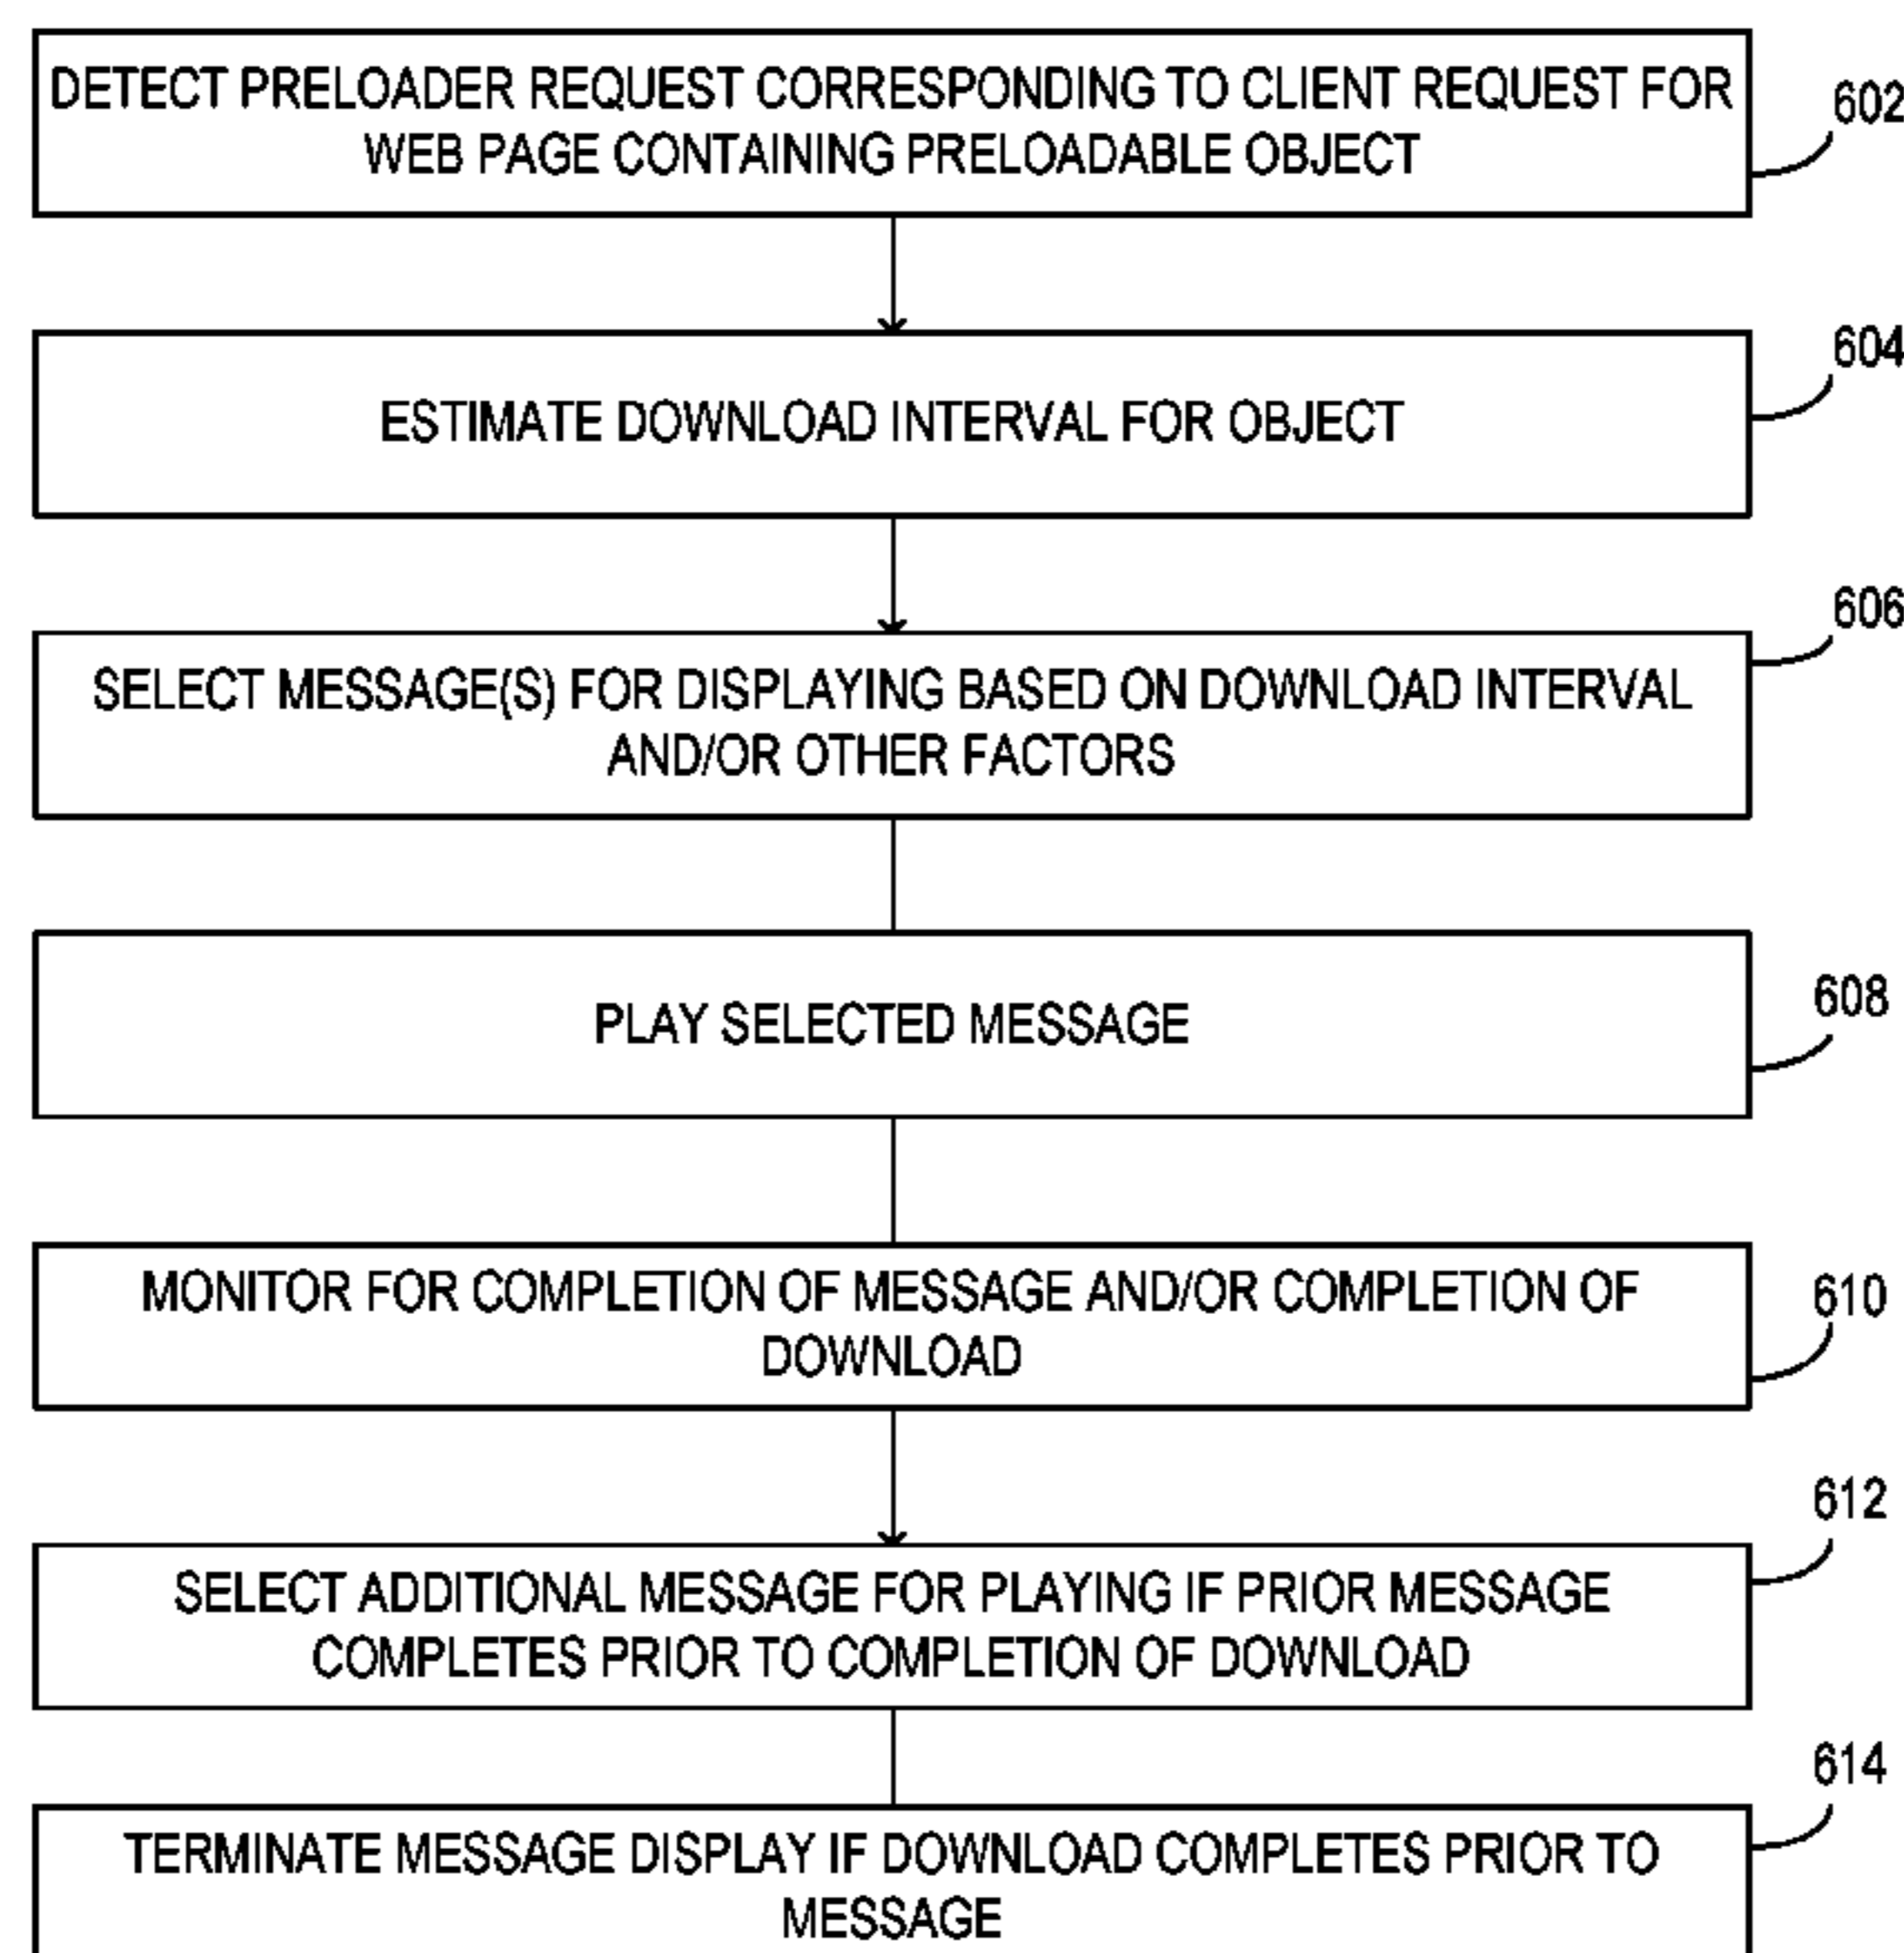 DETECT PRELOADER REQUEST CORRESPONDING TO CLIENT REQUEST FOR
WEB PAGE CONTAINING PRELOADABLE OBJECT
602
ESTIMATE DOWNLOAD INTERVAL FOR OBJECT
604
SELECT MESSAGE(S) FOR DISPLAYING BASED ON DOWNLOAD INTERVAL
AND/OR OTHER FACTORS
606
PLAY SELECTED MESSAGE
608
MONITOR FOR COMPLETION OF MESSAGE AND/OR COMPLETION OF
DOWNLOAD
610
SELECT ADDITIONAL MESSAGE FOR PLAYING IF PRIOR MESSAGE
COMPLETES PRIOR TO COMPLETION OF DOWNLOAD
612
TERMINATE MESSAGE DISPLAY IF DOWNLOAD COMPLETES PRIOR TO
MESSAGE
614